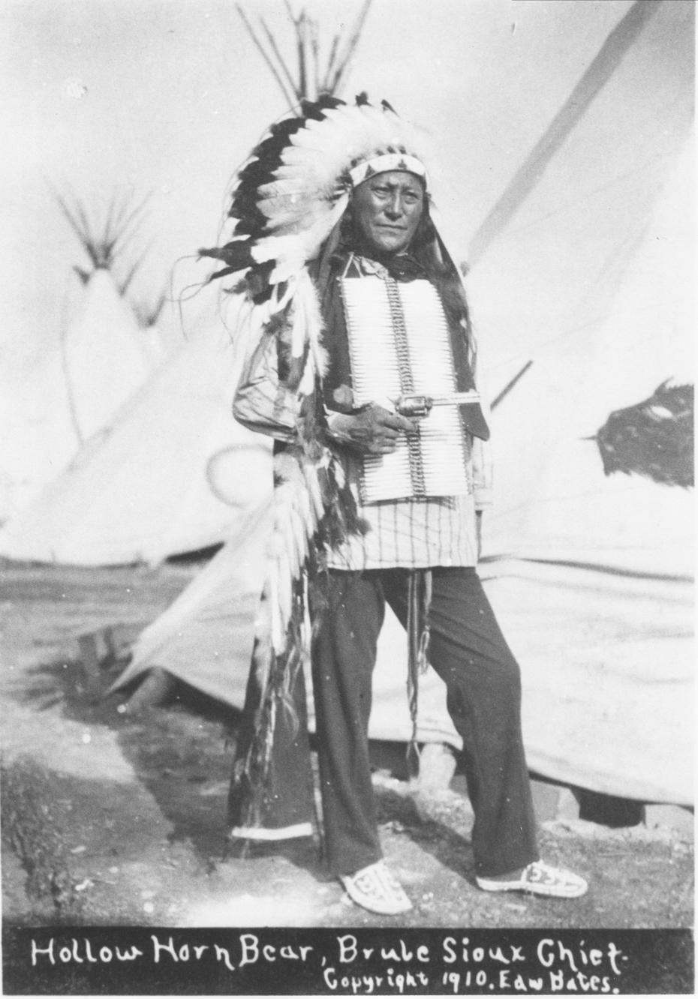 Hollow Horn Bear, Brule Sioux Chief.
Copyright 1910. Edw Bates.